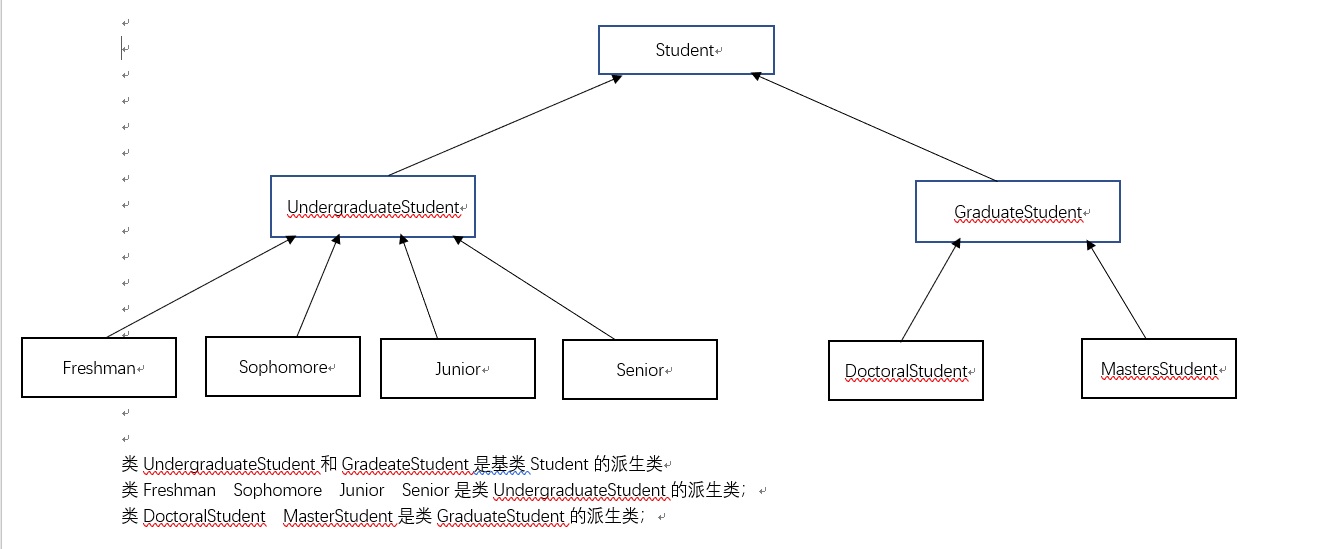 Student
UndergraduateStudent
GraduateStudent
Freshman
Sophomore
Junior
Senior
DoctoralStudent
MastersStudent
类 UndergraduateStudent 和 GradeateStudent 是基类 Student 的派生类
类 Freshman Sophomore Junior Senior 是类 UndergraduateStudent 的派生类；
类 DoctoralStudent MasterStudent 是类 GraduateStudent 的派生类；